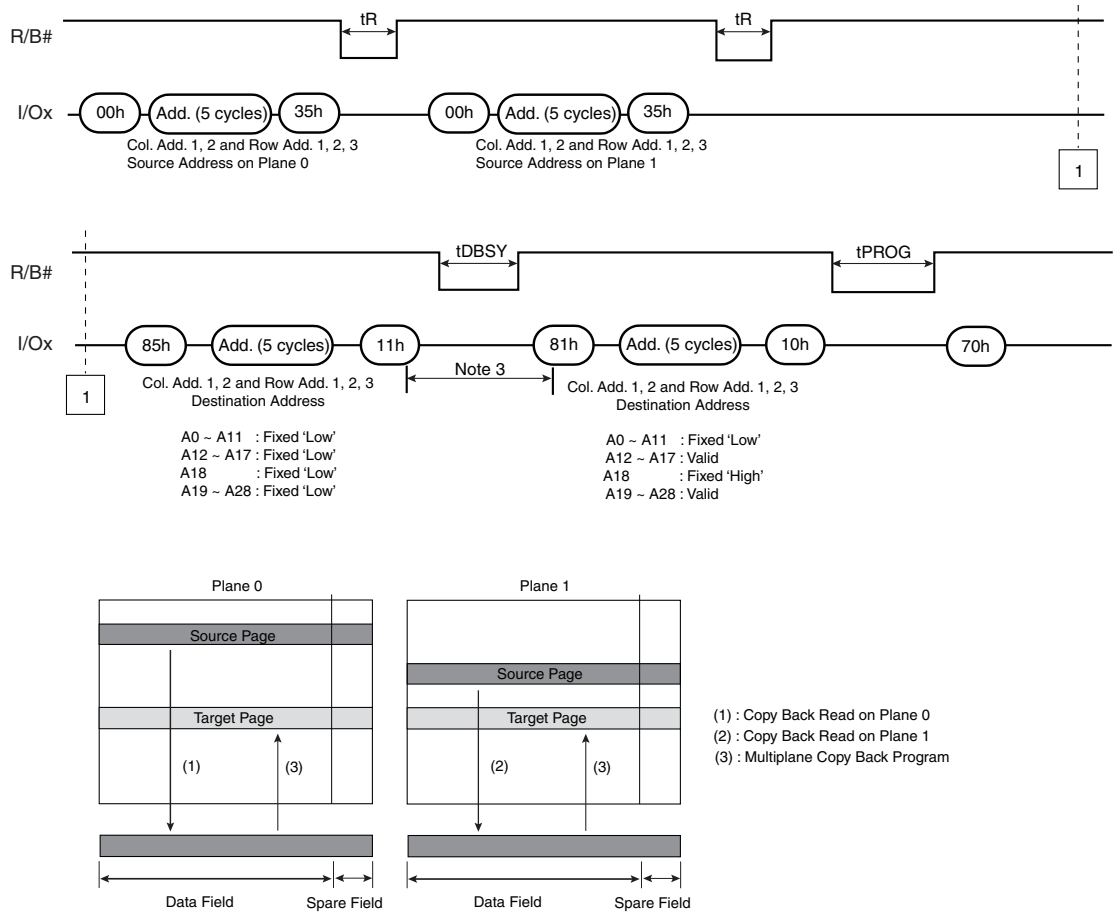 tR
tR
R/B#
I/Ox
00h
Add. (5 cycles)
35h
00h
Add. (5 cycles)
35h
Col. Add. 1, 2 and Row Add. 1, 2, 3
Source Address on Plane 0
Col. Add. 1, 2 and Row Add. 1, 2, 3
Source Address on Plane 1
1
tDBSY
tPROG
R/B#
I/Ox
85h
Add. (5 cycles)
11h
81h
Add. (5 cycles)
10h
70h
Note 3
1
Col. Add. 1, 2 and Row Add. 1, 2, 3
Destination Address
Col. Add. 1, 2 and Row Add. 1, 2, 3
Destination Address
A0 ~ A11 : Fixed ‘Low’
A12 ~ A17 : Fixed ‘Low’
A18 : Fixed ‘Low’
A19 ~ A28 : Fixed ‘Low’
A0 ~ A11 : Fixed ‘Low’
A12 ~ A17 : Valid
A18 : Fixed ‘High’
A19 ~ A28 : Valid
Plane 0
Plane 1
Source Page
Source Page
Target Page
Target Page
(1)
(3)
(2)
(3)
(1) : Copy Back Read on Plane 0
(2) : Copy Back Read on Plane 1
(3) : Multiplane Copy Back Program
Data Field
Spare Field
Data Field
Spare Field